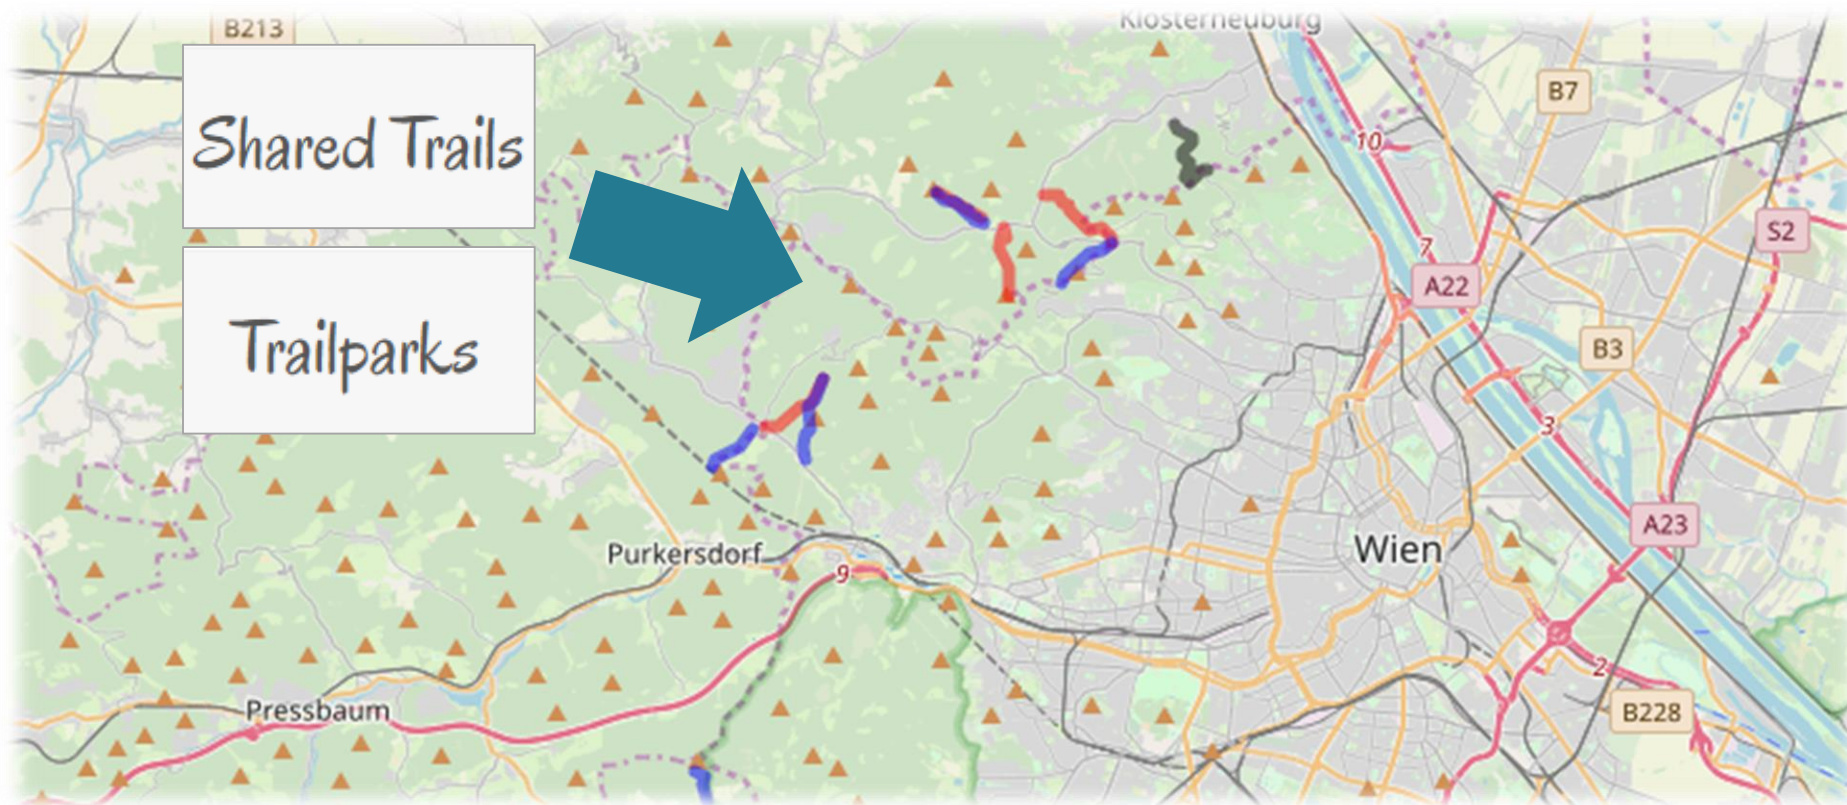 Klosterneuburg
B213
B7
Shared Trails
10
S2
7
A22
Trailparks
B3
3
A23
Wien
Purkersdorf
9
2
Pressbaum
B228